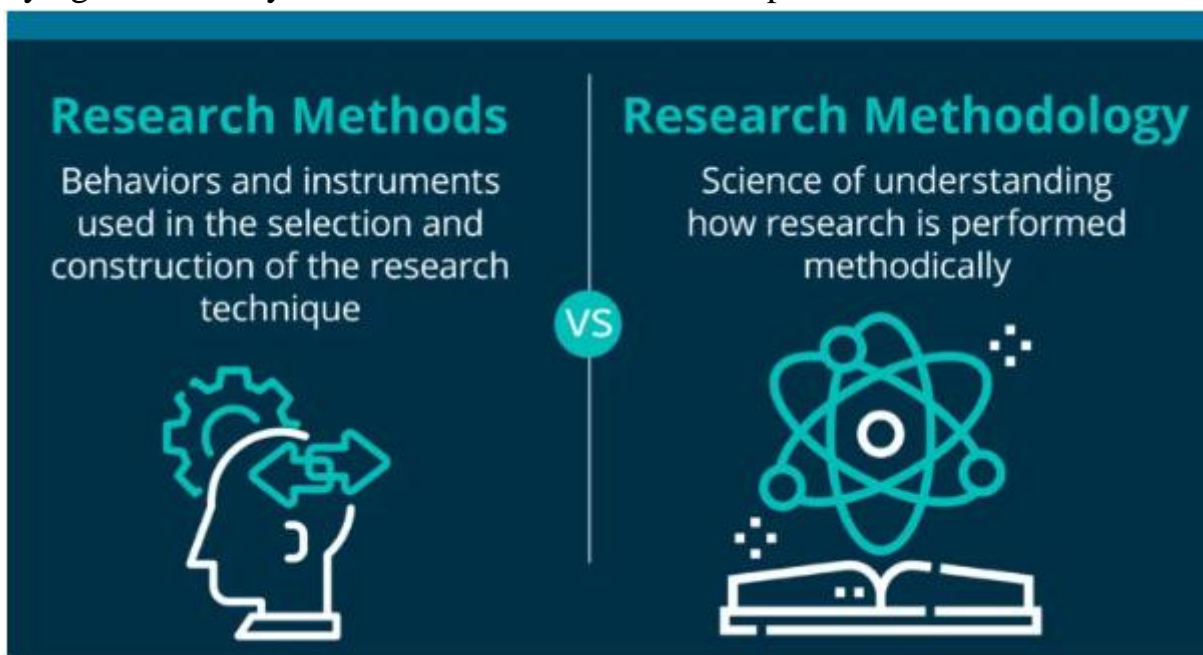 Research Methods
Behaviors and instruments
used in the selection and
construction of the research
technique
VS
Research Methodology
Science of understanding
how research is performed
methodically